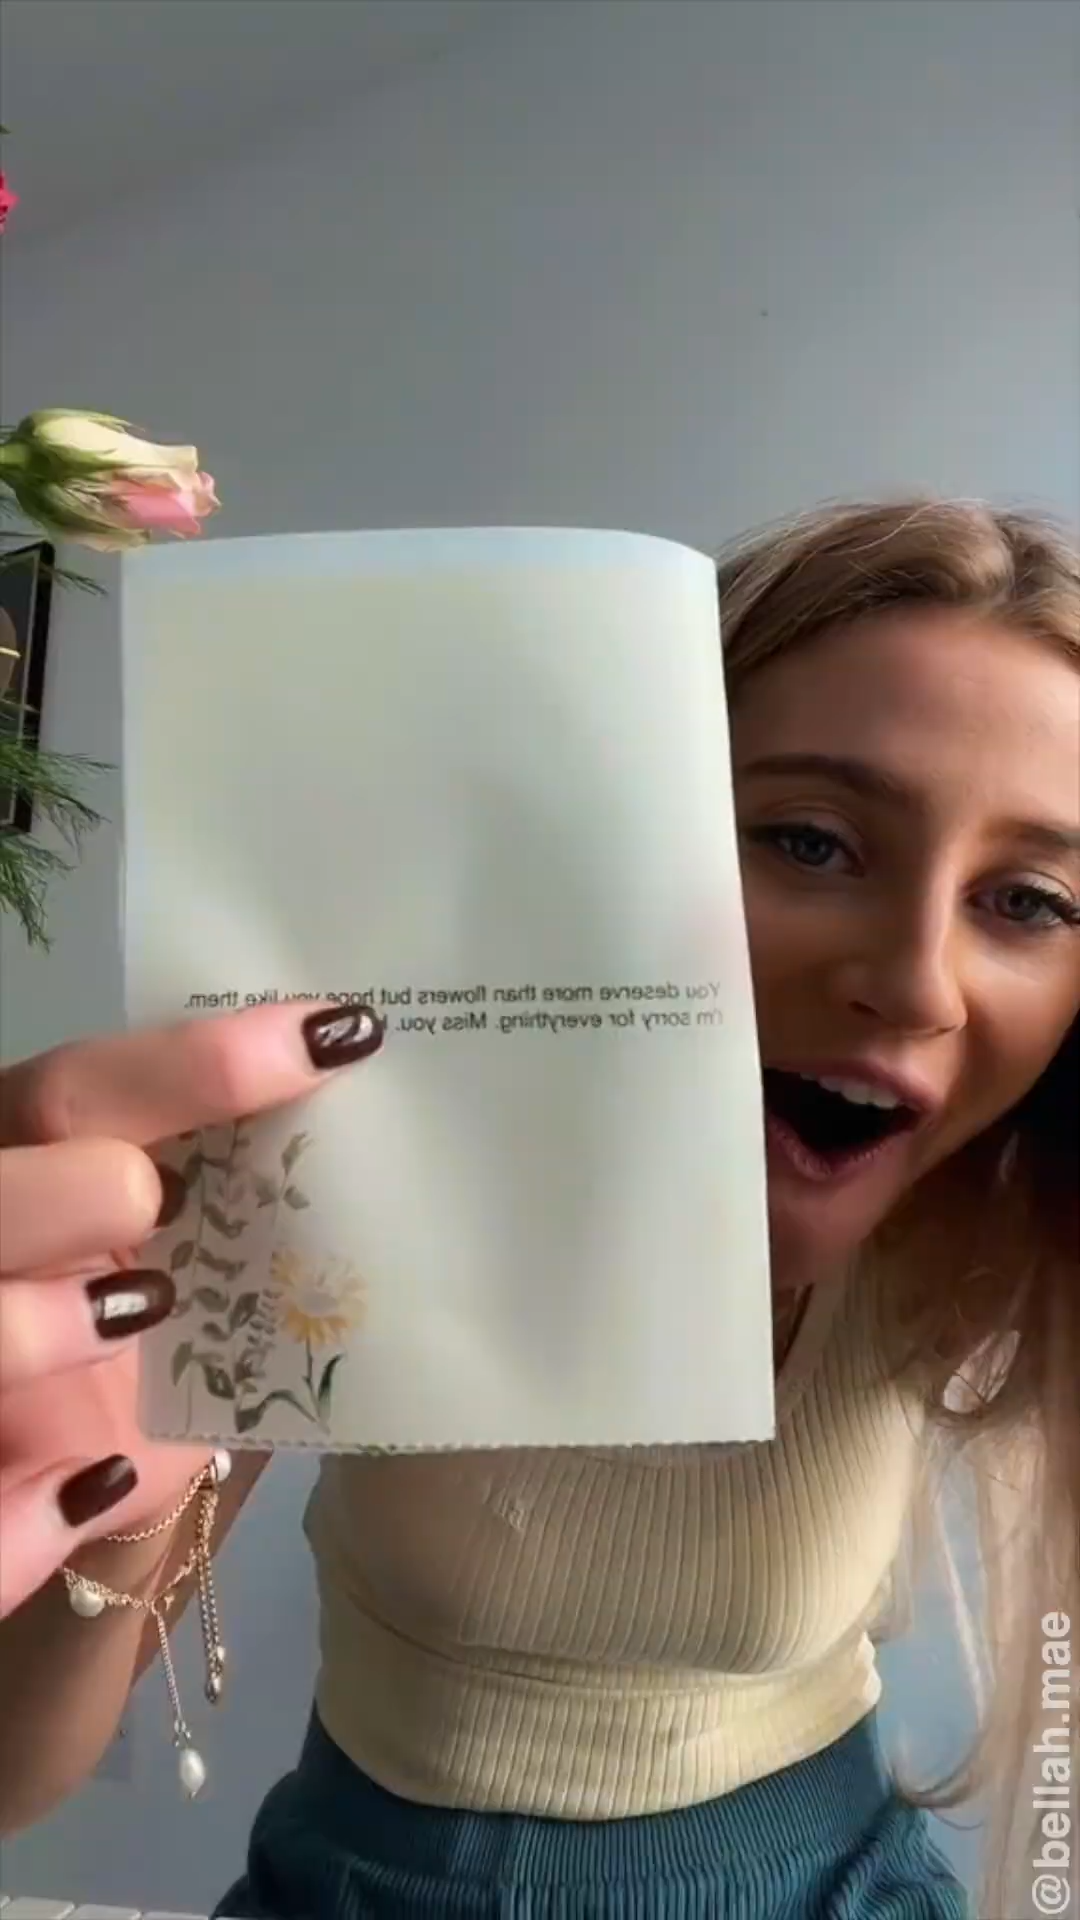 You deserve more than flowers but hope you like them.
I'm sorry for everything. Miss you.
@bellah.mae